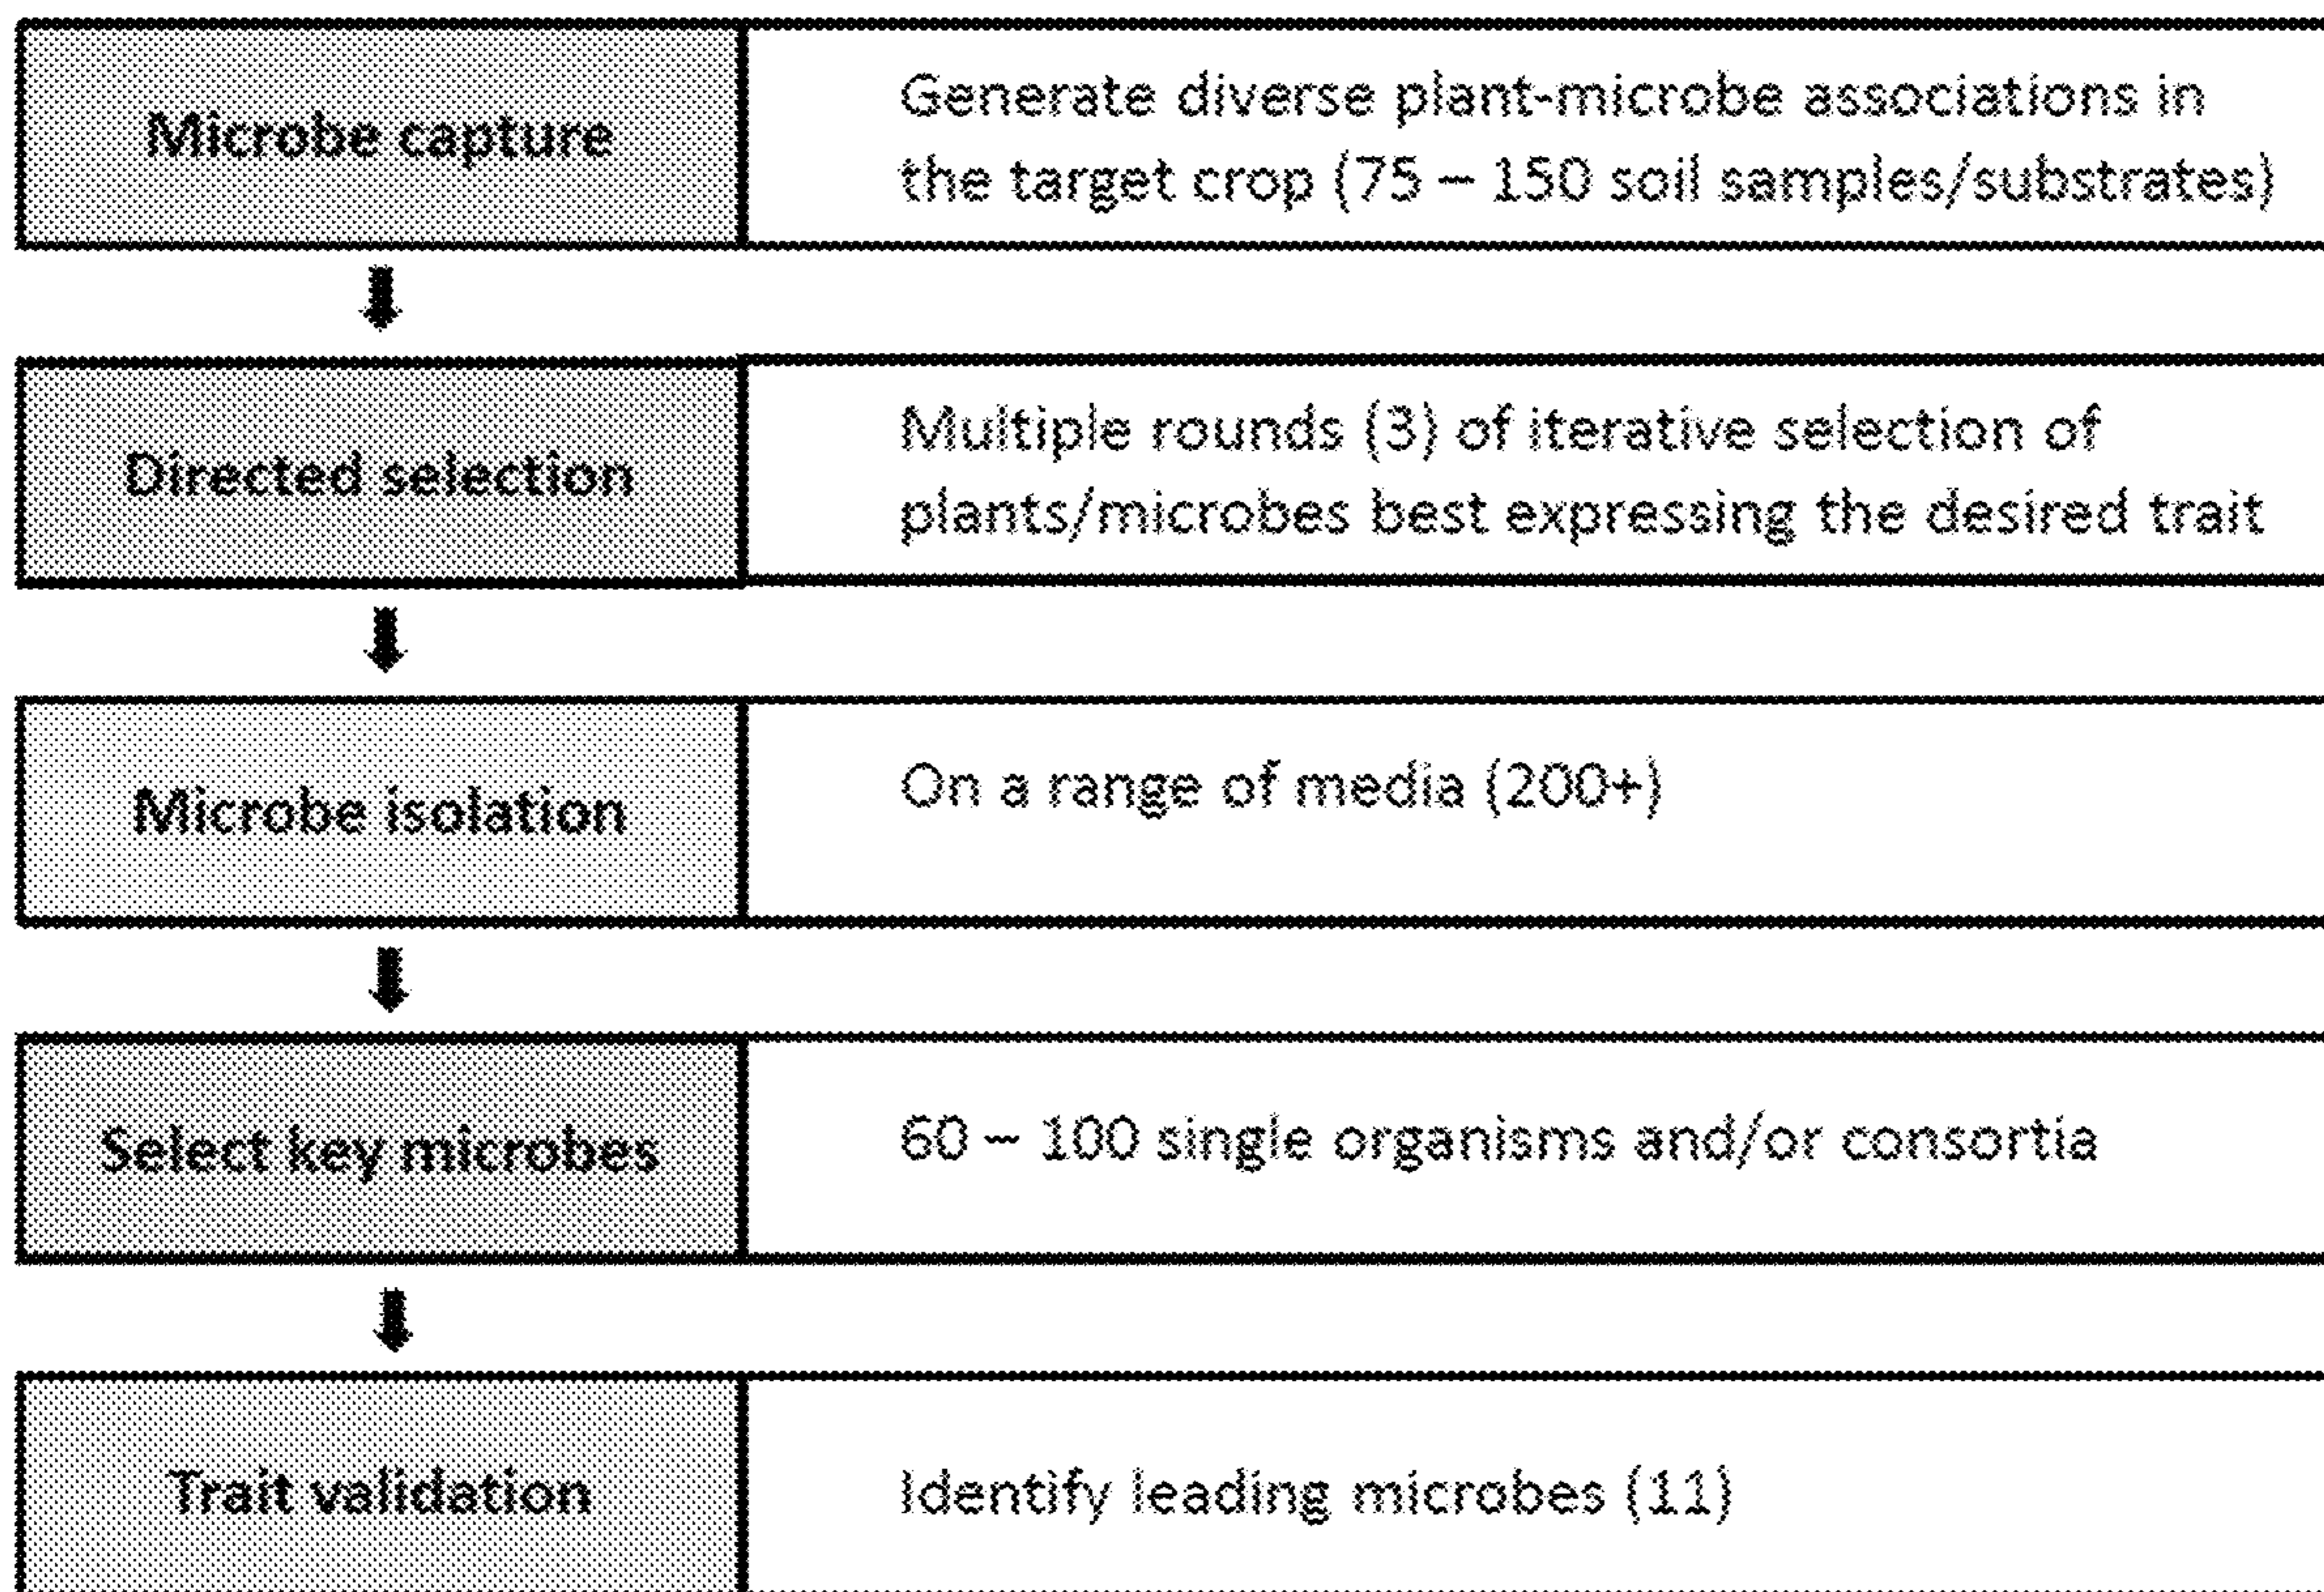 Microbe capture
Generate diverse plant-microbe associations in
the target crop (75 – 150 soil samples/substrates)
Directed selection
Multiple rounds (3) of iterative selection of
plants/microbes best expressing the desired trait
Microbe isolation
On a range of media (200+)
Select key microbes
60 – 100 single organisms and/or consortia
Trait validation
Identify leading microbes (11)